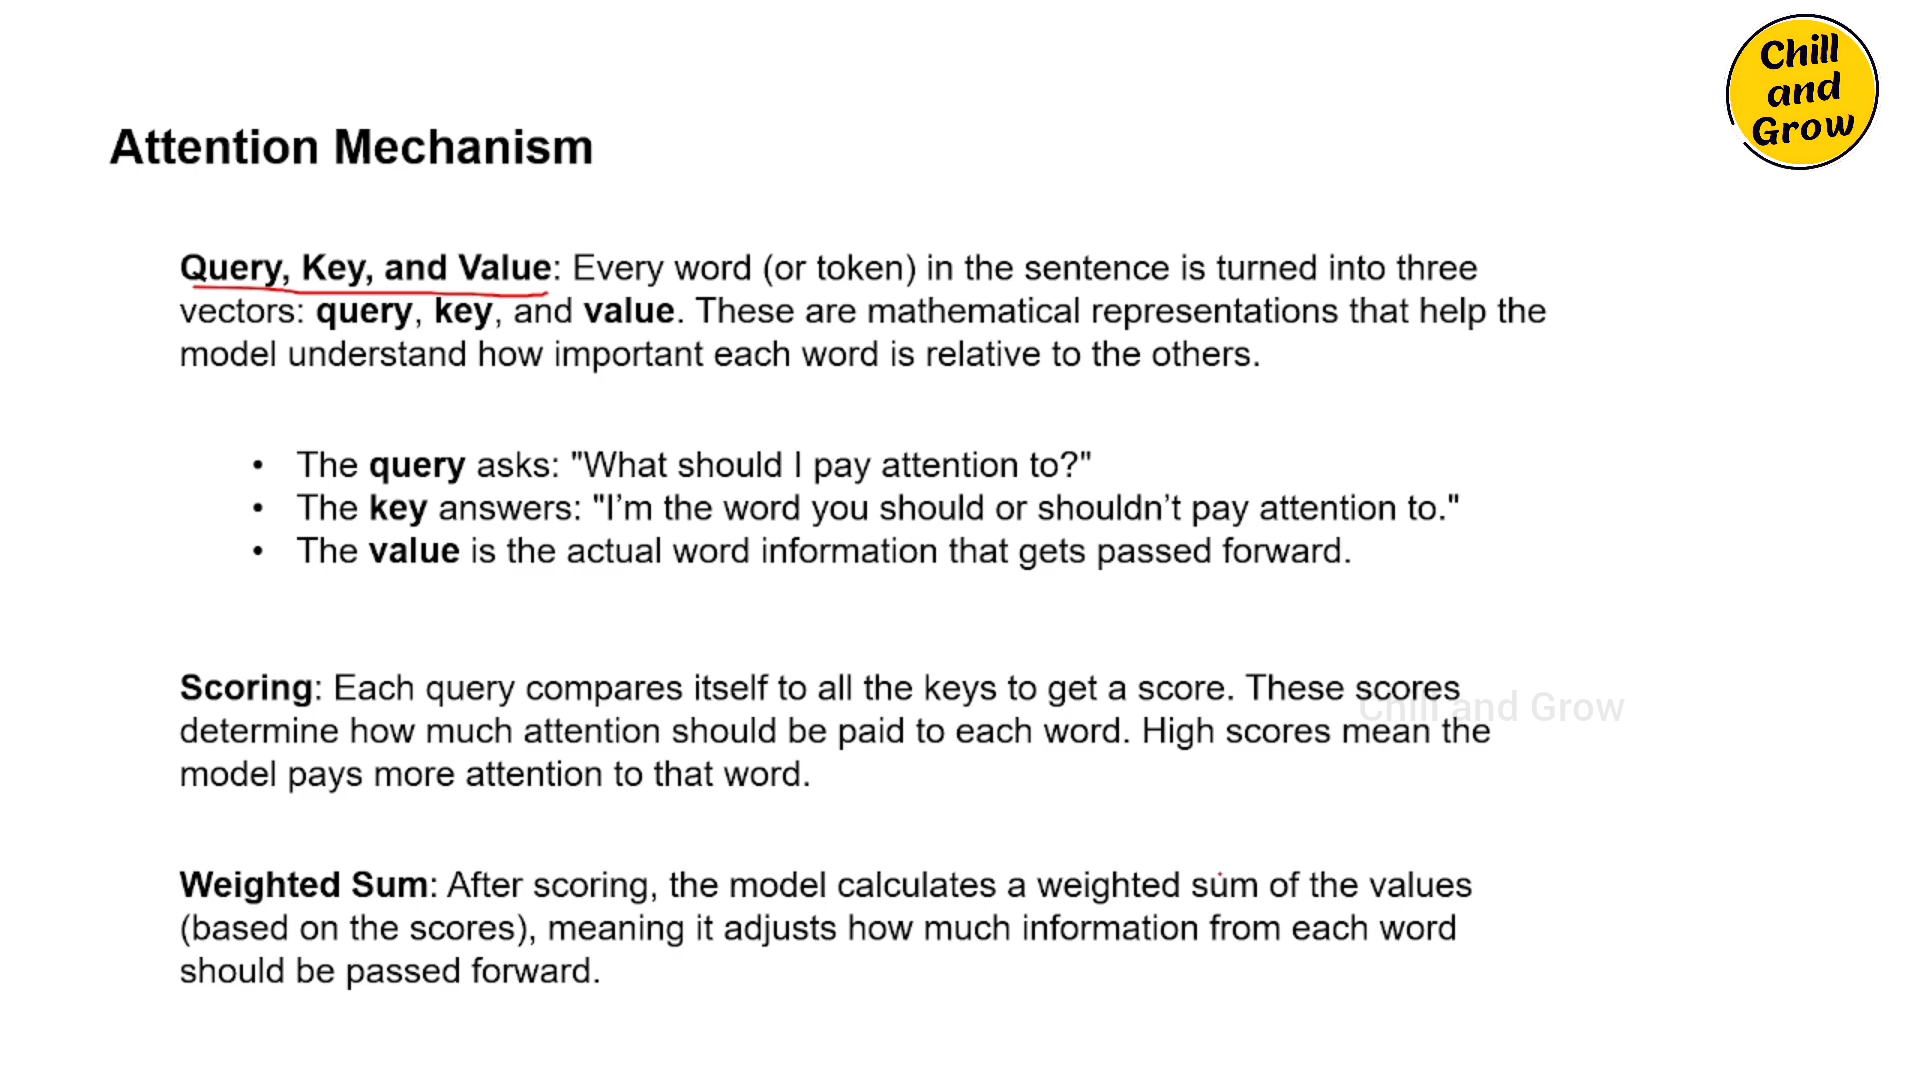 Chill
and
Grow
Attention Mechanism
Query, Key, and Value: Every word (or token) in the sentence is turned into three
vectors: query, key, and value. These are mathematical representations that help the
model understand how important each word is relative to the others.
• The query asks: "What should I pay attention to?"
• The key answers: "I’m the word you should or shouldn’t pay attention to."
• The value is the actual word information that gets passed forward.
Scoring: Each query compares itself to all the keys to get a score. These scores
Chill and Grow
determine how much attention should be paid to each word. High scores mean the
model pays more attention to that word.
Weighted Sum: After scoring, the model calculates a weighted sum of the values
(based on the scores), meaning it adjusts how much information from each word
should be passed forward.